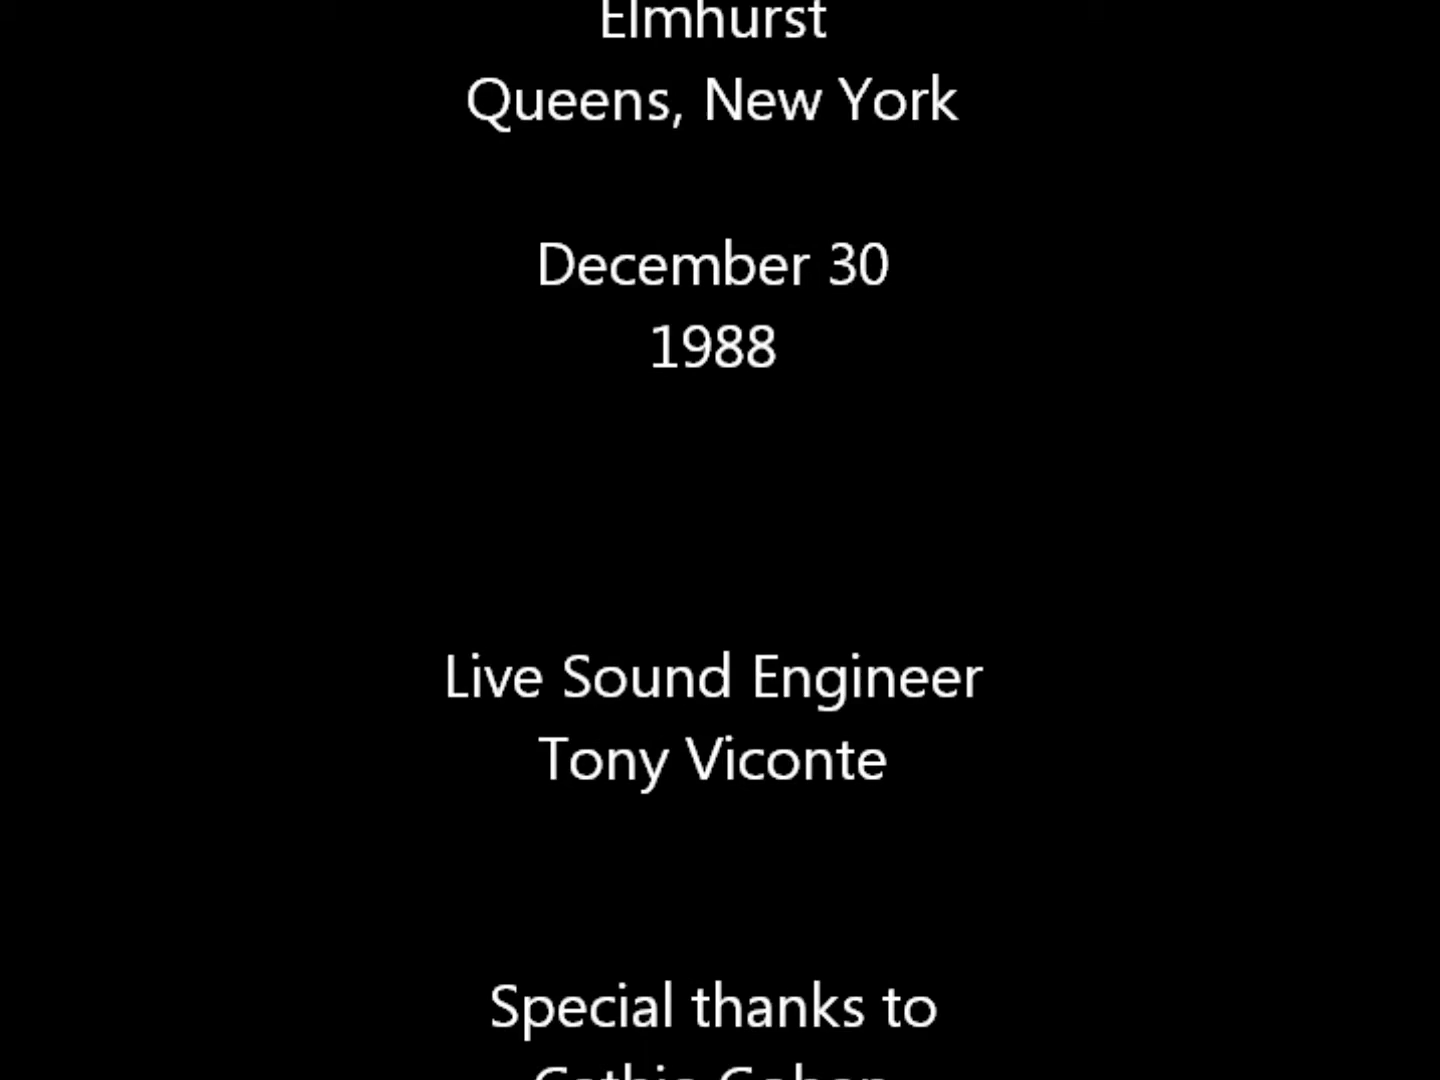 Elmhurst
Queens, New York
December 30
1988
Live Sound Engineer
Tony Viconte
Special thanks to